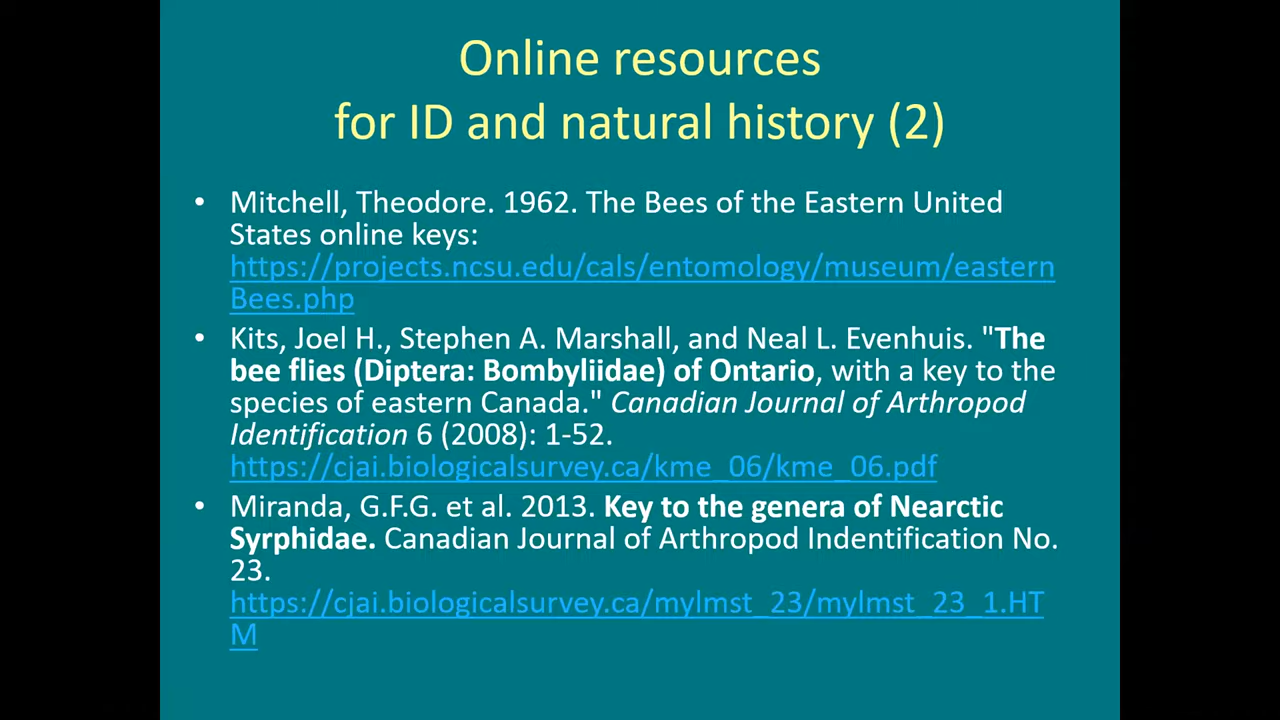 Online resources
for ID and natural history (2)
• Mitchell, Theodore. 1962. The Bees of the Eastern United
States online keys:
https://projects.ncsu.edu/cals/entomology/museum/eastern
Bees.php
• Kits, Joel H., Stephen A. Marshall, and Neal L. Evenhuis. "The
bee flies (Diptera: Bombyliidae) of Ontario, with a key to the
species of eastern Canada." Canadian Journal of Arthropod
Identification 6 (2008): 1-52.
https://cjai.biologicalsurvey.ca/kme_06/kme_06.pdf
• Miranda, G.F.G. et al. 2013. Key to the genera of Nearctic
Syrphidae. Canadian Journal of Arthropod Indentification No.
23.
https://cjai.biologicalsurvey.ca/mylmst_23/mylmst_23_1.HT
M